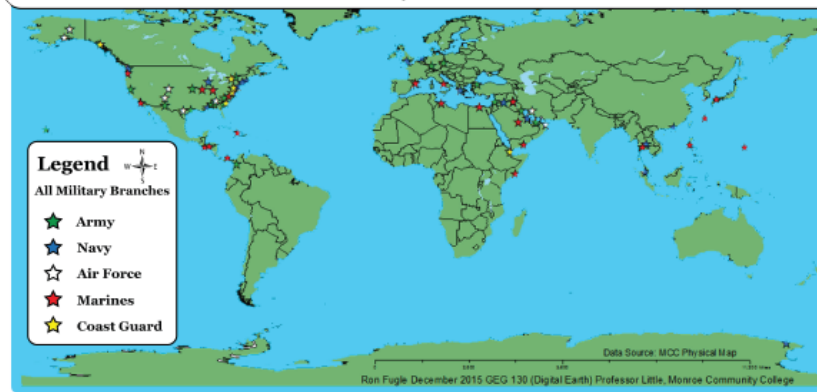 Legend
N
W
E
S
All Military Branches
Army
Navy
Air Force
Marines
Coast Guard
Data Source: MCC Physical Map
Ron Fugle December 2015 GEG 130 (Digital Earth) Professor Little, Monroe Community College